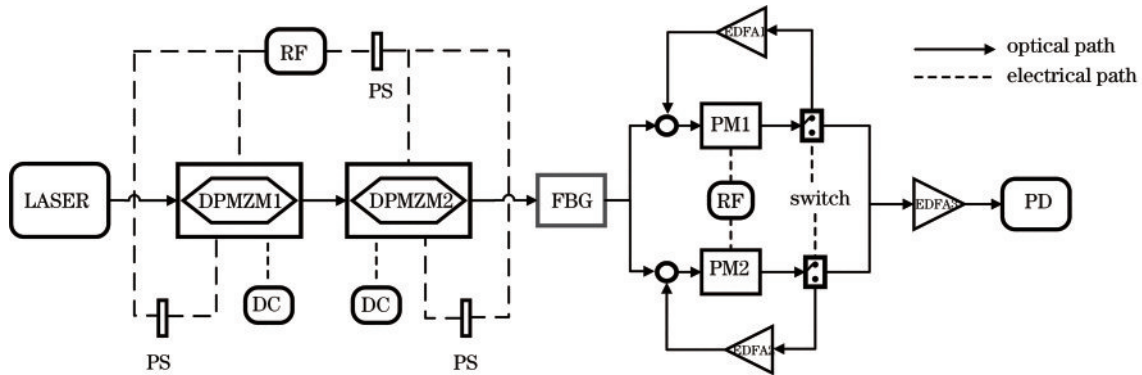 EDFA1
optical path
electrical path
RF
PS
PM1
LASER
DPMZM1
DPMZM2
FBG
RF
switch
EDFA3
PD
PM2
DC
DC
PS
PS
EDFA2